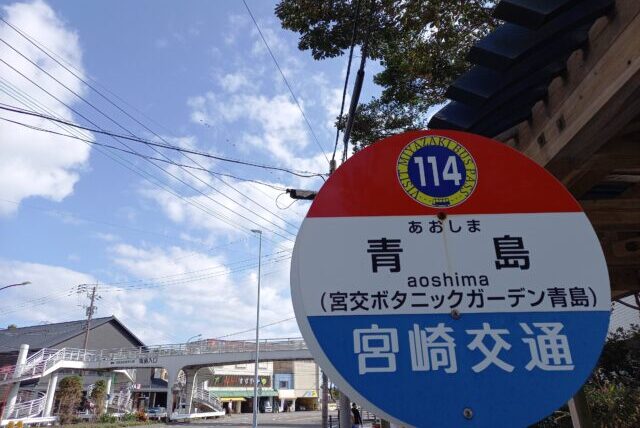 VISIT MIYAZAKI BUS PASS
114
あおしま
青島
aoshima
(宮交ボタニックガーデン青島)
宮崎交通